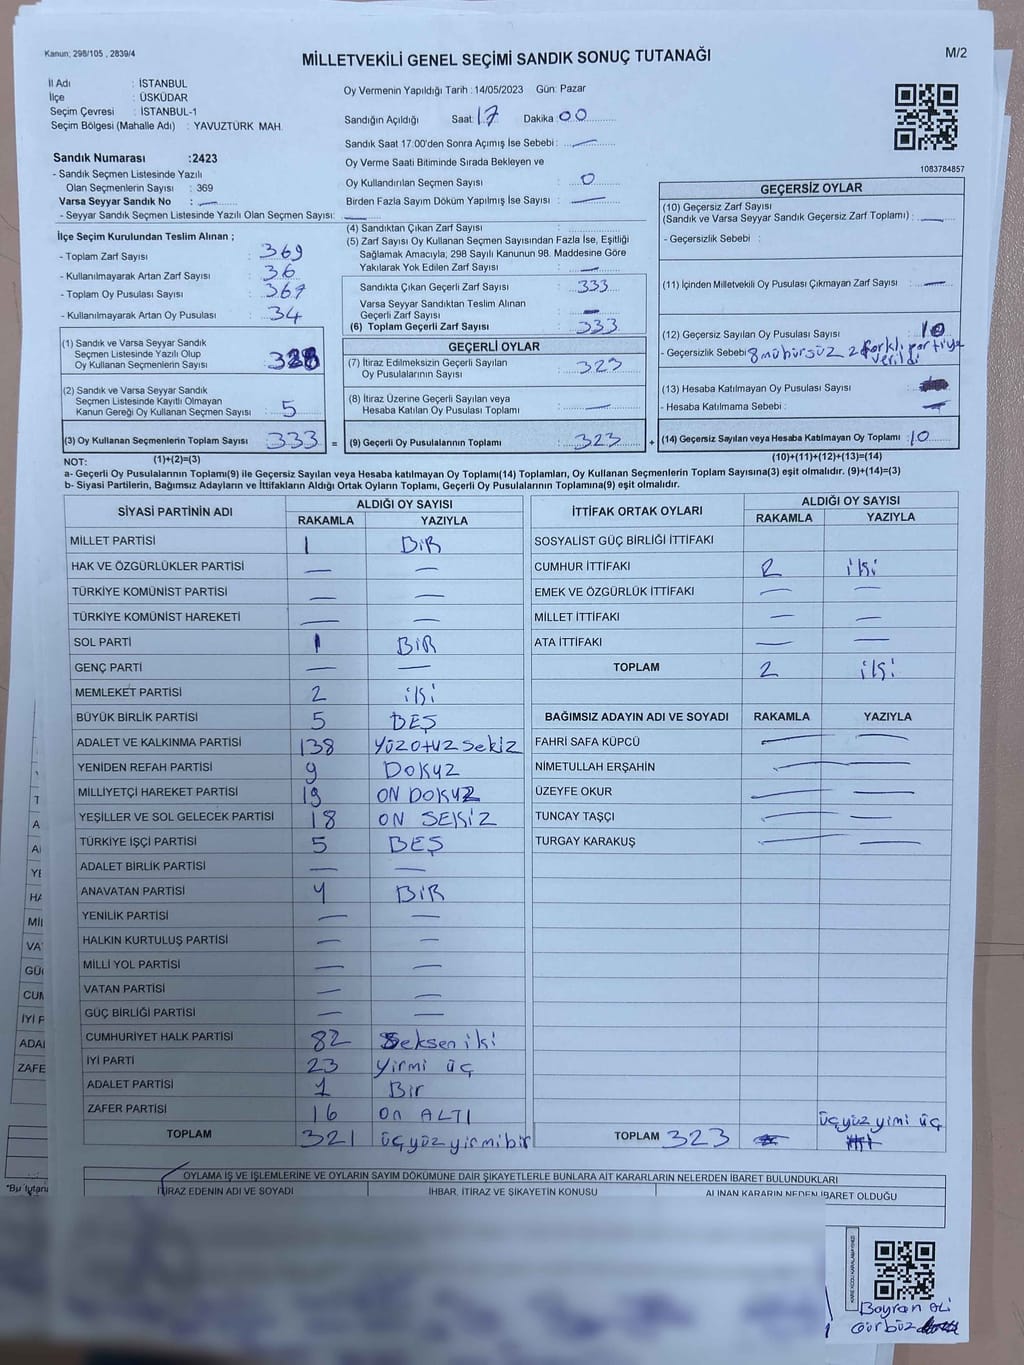 Kanun: 298/105 , 2839/4
MİLLETVEKİLİ GENEL SEÇİMİ SANDIK SONUÇ TUTANAĞI
M/2
İl Adı : İSTANBUL
İlçe : ÜSKÜDAR
Seçim Çevresi : İSTANBUL-1
Seçim Bölgesi (Mahalle Adı) : YAVUZTÜRK MAH.
Sandık Numarası :2423
- Sandık Seçmen Listesinde Yazılı
Olan Seçmenlerin Sayısı : 369
Varsa Seyyar Sandık No : —
- Seyyar Sandık Seçmen Listesinde Yazılı Olan Seçmen Sayısı: —
Oy Vermenin Yapıldığı Tarih : 14/05/2023 Gün: Pazar
Sandığın Açıldığı Saat: 17 Dakika: 00
Sandık Saat 17:00'den Sonra Açımış İse Sebebi : —
Oy Verme Saati Bitiminde Sırada Bekleyen ve
Oy Kullandırılan Seçmen Sayısı : 0
Birden Fazla Sayım Döküm Yapılmış İse Sayısı : —
1083784857
İlçe Seçim Kurulundan Teslim Alınan ;
- Toplam Zarf Sayısı : 369
- Kullanılmayarak Artan Zarf Sayısı : 36
- Toplam Oy Pusulası Sayısı : 367
- Kullanılmayarak Artan Oy Pusulası : 34
(4) Sandıktan Çıkan Zarf Sayısı :
(5) Zarf Sayısı Oy Kullanan Seçmen Sayısından Fazla İse, Eşitliği
Sağlamak Amacıyla; 298 Sayılı Kanunun 98. Maddesine Göre
Yakılarak Yok Edilen Zarf Sayısı : —
Sandıkta Çıkan Geçerli Zarf Sayısı : 333
Varsa Seyyar Sandıktan Teslim Alınan
Geçerli Zarf Sayısı : —
(6) Toplam Geçerli Zarf Sayısı : 333
GEÇERSİZ OYLAR
(10) Geçersiz Zarf Sayısı
(Sandık ve Varsa Seyyar Sandık Geçersiz Zarf Toplamı) : —
- Geçersizlik Sebebi :
(11) İçinden Milletvekili Oy Pusulası Çıkmayan Zarf Sayısı : —
(12) Geçersiz Sayılan Oy Pusulası Sayısı : 10
- Geçersizlik Sebebi : 8 mühürsüz 2 farklı partiye
verildi
(13) Hesaba Katılmayan Oy Pusulası Sayısı :
- Hesaba Katılmama Sebebi : —
(1) Sandık ve Varsa Seyyar Sandık
Seçmen Listesinde Yazılı Olup
Oy Kullanan Seçmenlerin Sayısı : 328
(2) Sandık ve Varsa Seyyar Sandık
Seçmen Listesinde Kayıtlı Olmayan
Kanun Gereği Oy Kullanan Seçmen Sayısı : 5
GEÇERLİ OYLAR
(7) İtiraz Edilmeksizin Geçerli Sayılan
Oy Pusulalarının Sayısı : 323
(8) İtiraz Üzerine Geçerli Sayılan veya
Hesaba Katılan Oy Pusulası Toplamı : —
(3) Oy Kullanan Seçmenlerin Toplam Sayısı : 333 = (9) Geçerli Oy Pusulalarının Toplamı : 323 + (14) Geçersiz Sayılan veya Hesaba Katılmayan Oy Toplamı : 10
NOT: (1)+(2)=(3) (10)+(11)+(12)+(13)=(14)
a- Geçerli Oy Pusulalarının Toplamı(9) ile Geçersiz Sayılan veya Hesaba katılmayan Oy Toplamı(14) Toplamları, Oy Kullanan Seçmenlerin Toplam Sayısına(3) eşit olmalıdır. (9)+(14)=(3)
b- Siyasi Partilerin, Bağımsız Adayların ve İttifakların Aldığı Ortak Oyların Toplamı, Geçerli Oy Pusulalarının Toplamına(9) eşit olmalıdır.
SİYASİ PARTİNİN ADI ALDIĞI OY SAYISI
RAKAMLA YAZIYLA
MİLLET PARTİSİ 1 BİR
HAK VE ÖZGÜRLÜKLER PARTİSİ — —
TÜRKİYE KOMÜNİST PARTİSİ — —
TÜRKİYE KOMÜNİST HAREKETİ — —
SOL PARTİ 1 BİR
GENÇ PARTİ — —
MEMLEKET PARTİSİ 2 iki
BÜYÜK BİRLİK PARTİSİ 5 BEŞ
ADALET VE KALKINMA PARTİSİ 138 Yüzotuz sekiz
YENİDEN REFAH PARTİSİ 9 DOKUZ
MİLLİYETÇİ HAREKET PARTİSİ 19 ON DOKUZ
YEŞİLLER VE SOL GELECEK PARTİSİ 18 ON SEKİZ
TÜRKİYE İŞÇİ PARTİSİ 5 BEŞ
ADALET BİRLİK PARTİSİ — —
ANAVATAN PARTİSİ 1 BİR
YENİLİK PARTİSİ — —
HALKIN KURTULUŞ PARTİSİ — —
MİLLİ YOL PARTİSİ — —
VATAN PARTİSİ — —
GÜÇ BİRLİĞİ PARTİSİ — —
CUMHURİYET HALK PARTİSİ 82 Seksen iki
İYİ PARTİ 23 Yirmi üç
ADALET PARTİSİ 1 Bir
ZAFER PARTİSİ 16 On ALTI
TOPLAM 321 üçyüz yirmibir
İTTİFAK ORTAK OYLARI ALDIĞI OY SAYISI
RAKAMLA YAZIYLA
SOSYALİST GÜÇ BİRLİĞİ İTTİFAKI
CUMHUR İTTİFAKI 2 iki
EMEK VE ÖZGÜRLÜK İTTİFAKI — —
MİLLET İTTİFAKI — —
ATA İTTİFAKI — —
TOPLAM 2 iki
BAĞIMSIZ ADAYIN ADI VE SOYADI RAKAMLA YAZIYLA
FAHRİ SAFA KÜPCÜ — —
NİMETULLAH ERŞAHİN — —
ÜZEYFE OKUR — —
TUNCAY TAŞÇI — —
TURGAY KARAKUŞ — —
TOPLAM 323 üçyüz yimi üç
OYLAMA İŞ VE İŞLEMLERİNE VE OYLARIN SAYIM DÖKÜMÜNE DAİR ŞİKAYETLERLE BUNLARA AİT KARARLARIN NELERDEN İBARET BULUNDUKLARI
İTİRAZ EDENİN ADI VE SOYADI İHBAR, İTİRAZ VE ŞİKAYETİN KONUSU ALINAN KARARIN NEDEN İBARET OLDUĞU
Bayram Ali
Gürbüz